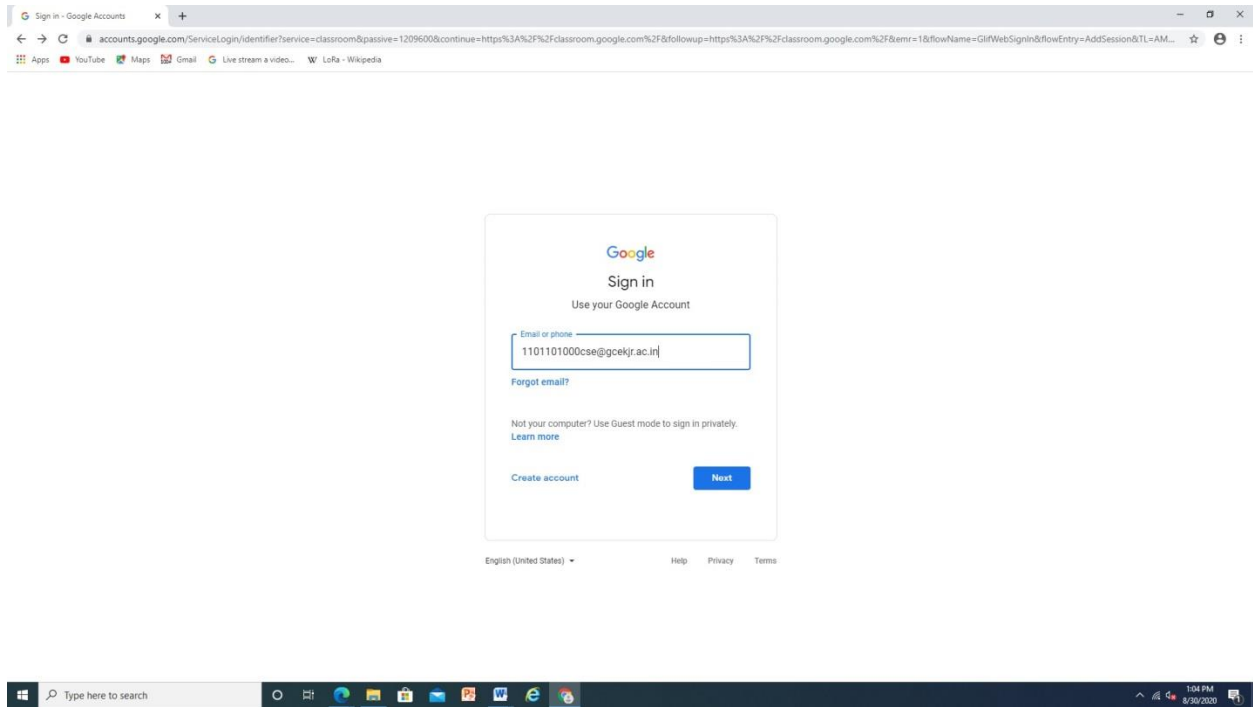 Sign in - Google Accounts
accounts.google.com/ServiceLogin/identifier?service=classroom&passive=1209600&continue=https%3A%2F%2Fclassroom.google.com%2F&followup=https%3A%2F%2Fclassroom.google.com%2F&emr=1&flowName=GlifWebSignIn&flowEntry=AddSession&TL=AM...
Apps YouTube Maps Gmail Live stream a video... LoRa - Wikipedia
Google
Sign in
Use your Google Account
Email or phone
1101101000cse@gcekjr.ac.in
Forgot email?
Not your computer? Use Guest mode to sign in privately.
Learn more
Create account Next
English (United States) Help Privacy Terms
Type here to search
1:04 PM
8/30/2020